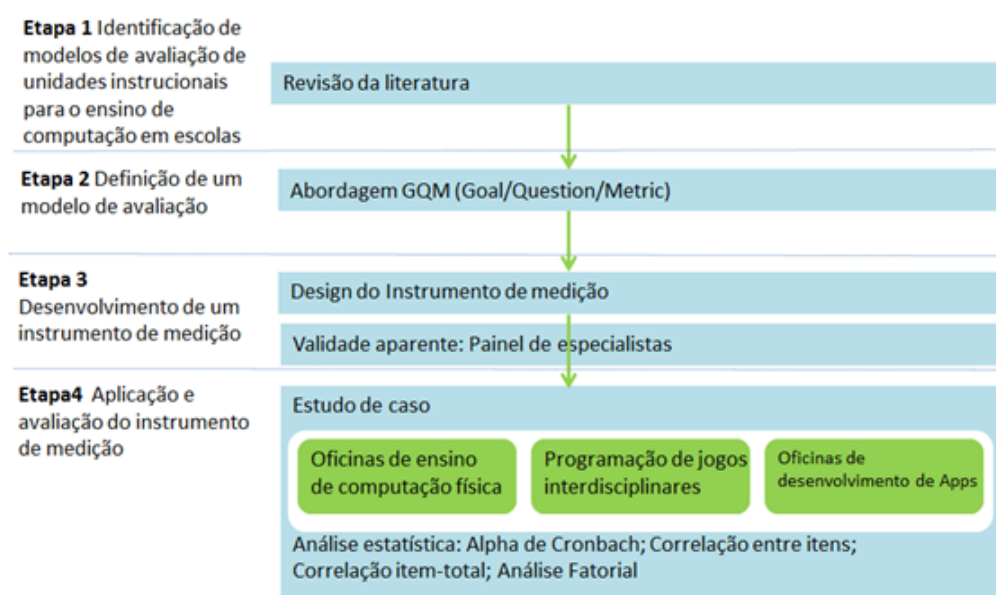 Etapa 1 Identificação de
modelos de avaliação de
unidades instrucionais
para o ensino de
computação em escolas
Revisão da literatura
Etapa 2 Definição de um
modelo de avaliação
Abordagem GQM (Goal/Question/Metric)
Etapa 3
Desenvolvimento de um
instrumento de medição
Design do Instrumento de medição
Validade aparente: Painel de especialistas
Etapa4 Aplicação e
avaliação do instrumento
de medição
Estudo de caso
Oficinas de ensino
de computação física
Programação de jogos
interdisciplinares
Oficinas de
desenvolvimento de Apps
Análise estatística: Alpha de Cronbach; Correlação entre itens;
Correlação item-total; Análise Fatorial